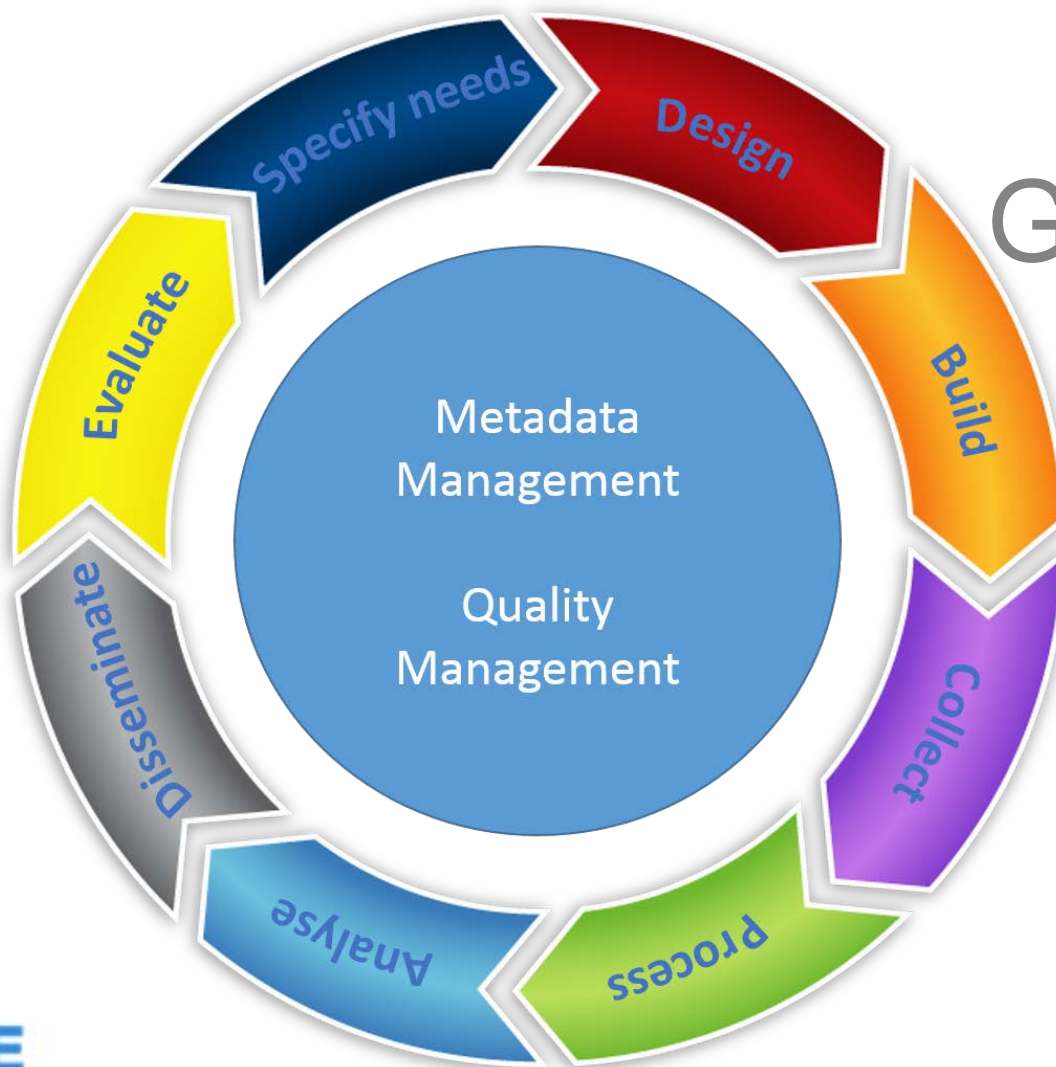 Specify needs
Design
G
Build
Collect
Process
Analyse
Disseminate
Evaluate
Metadata
Management
Quality
Management
E